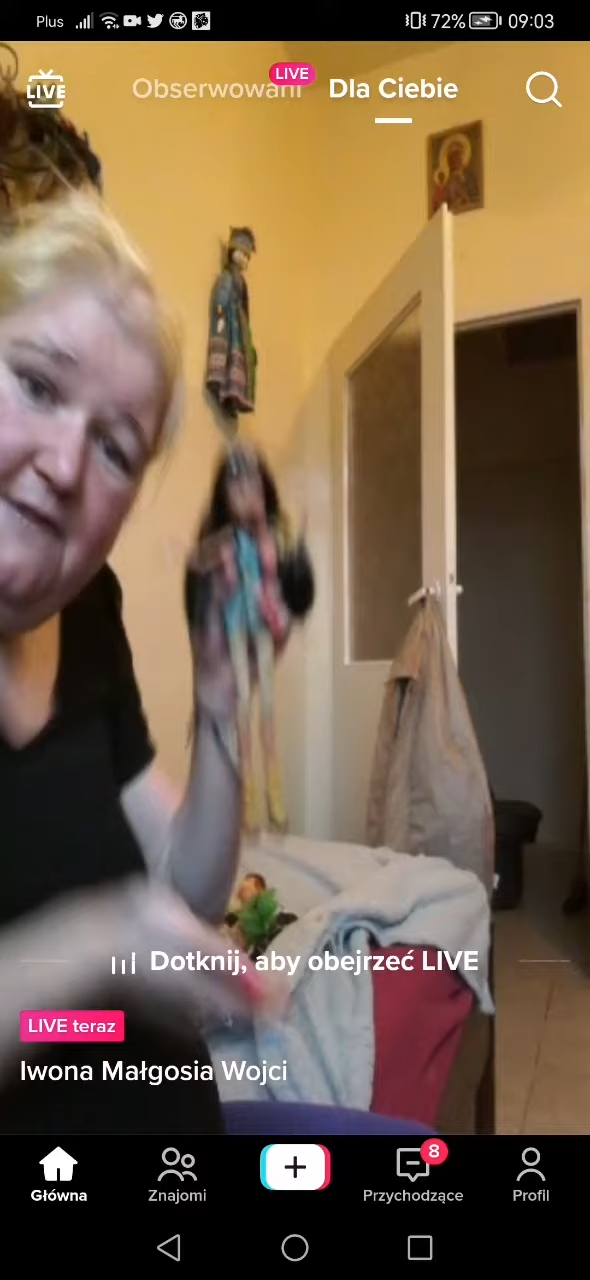 Plus 72% 09:03
LIVE Obserwowani LIVE Dla Ciebie
Dotknij, aby obejrzeć LIVE
LIVE teraz
Iwona Małgosia Wojci
8
Główna Znajomi Przychodzące Profil